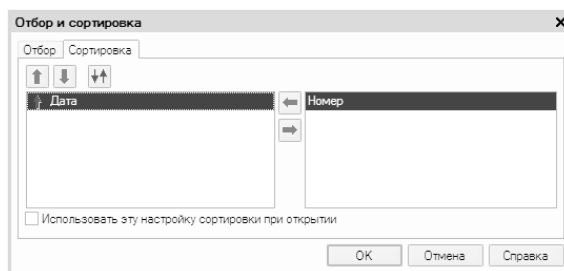 Отбор и сортировка
Отбор Сортировка
Дата
Номер
Использовать эту настройку сортировки при открытии
OK Отмена Справка